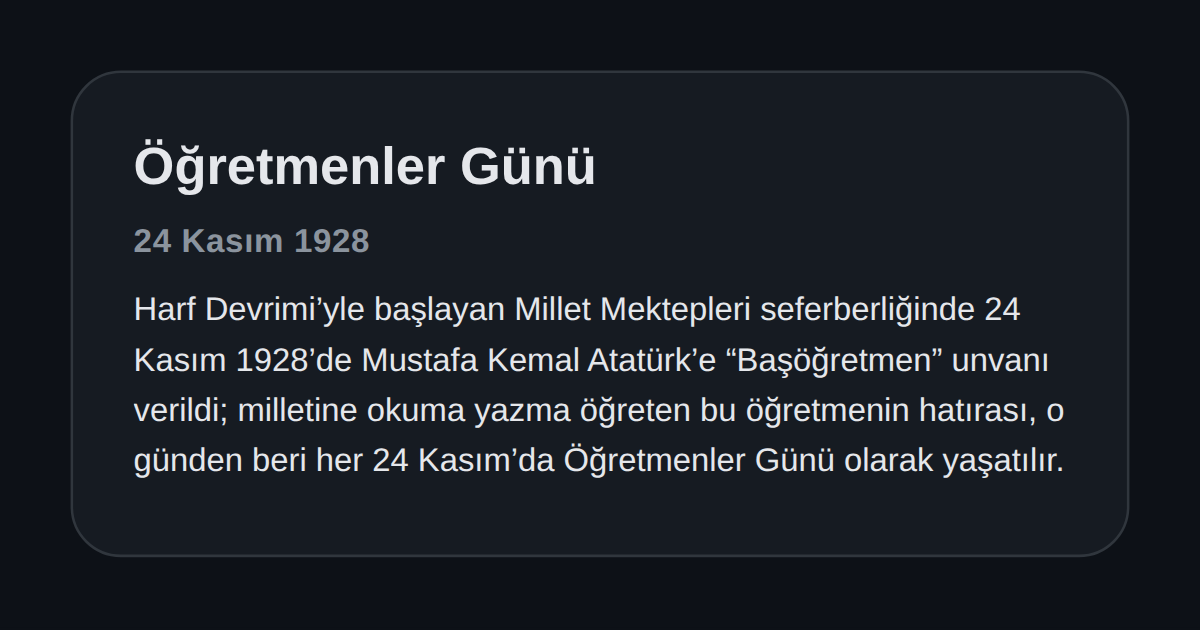 Öğretmenler Günü
24 Kasım 1928
Harf Devrimi’yle başlayan Millet Mektepleri seferberliğinde 24
Kasım 1928’de Mustafa Kemal Atatürk’e “Başöğretmen” unvanı
verildi; milletine okuma yazma öğreten bu öğretmenin hatırası, o
günden beri her 24 Kasım’da Öğretmenler Günü olarak yaşatılır.